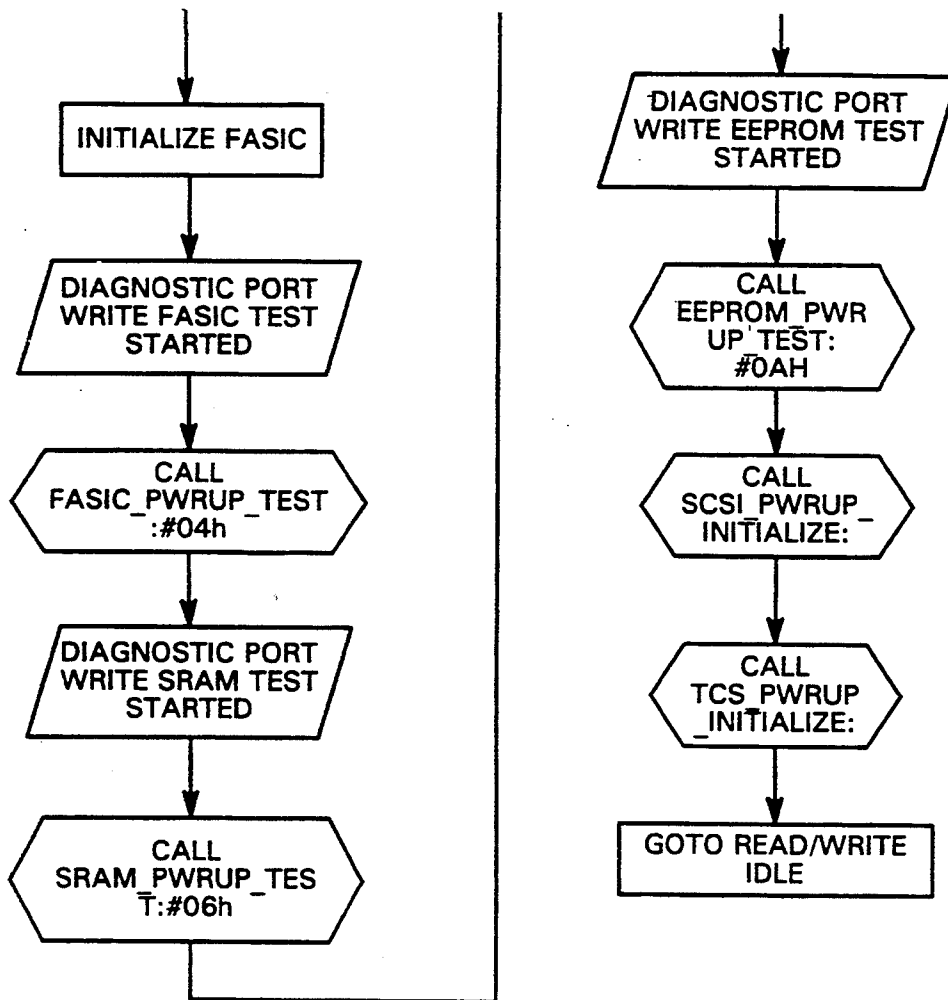 INITIALIZE FASIC
DIAGNOSTIC PORT
WRITE FASIC TEST
STARTED
CALL
FASIC_PWRUP_TEST
:#04h
DIAGNOSTIC PORT
WRITE SRAM TEST
STARTED
CALL
SRAM_PWRUP_TES
T:#06h
DIAGNOSTIC PORT
WRITE EEPROM TEST
STARTED
CALL
EEPROM_PWR
UP_TEST:
#0AH
CALL
SCSI_PWRUP_
INITIALIZE:
CALL
TCS_PWRUP
_INITIALIZE:
GOTO READ/WRITE
IDLE